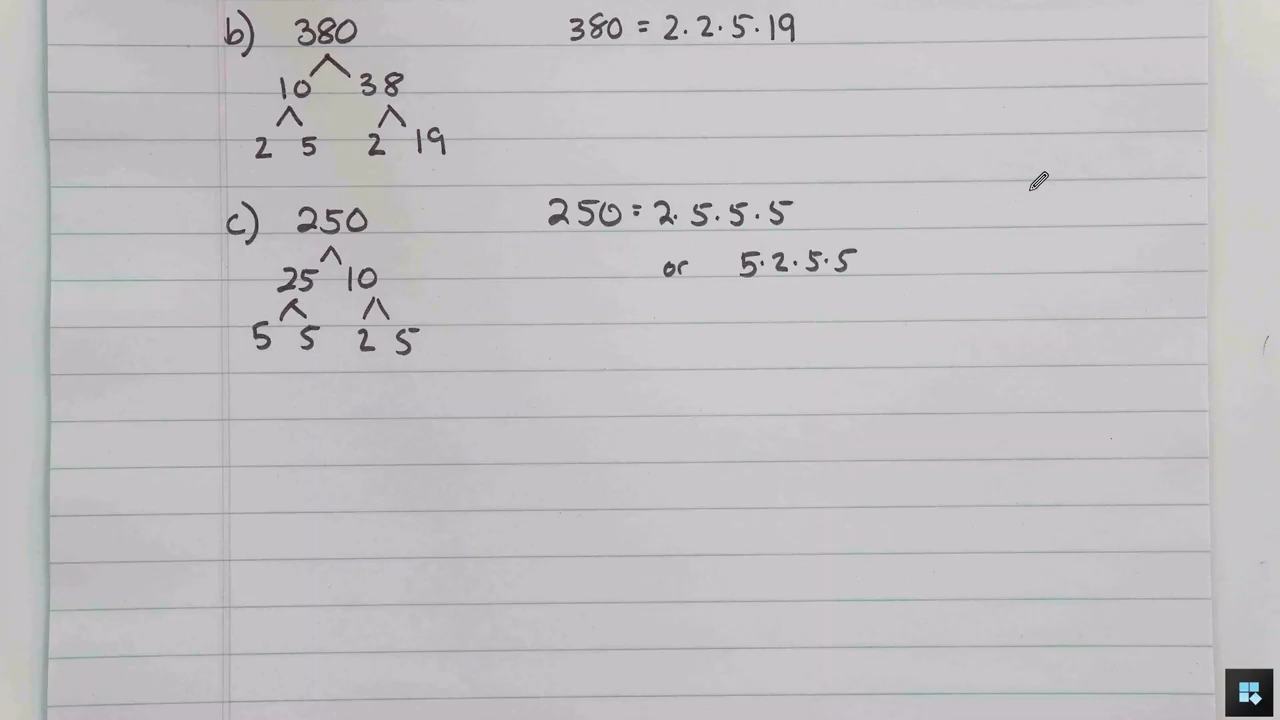 b) 380 380 = 2·2·5·19
10 38
2 5 2 19
c) 250 250 = 2·5·5·5
25 10 or 5·2·5·5
5 5 2 5